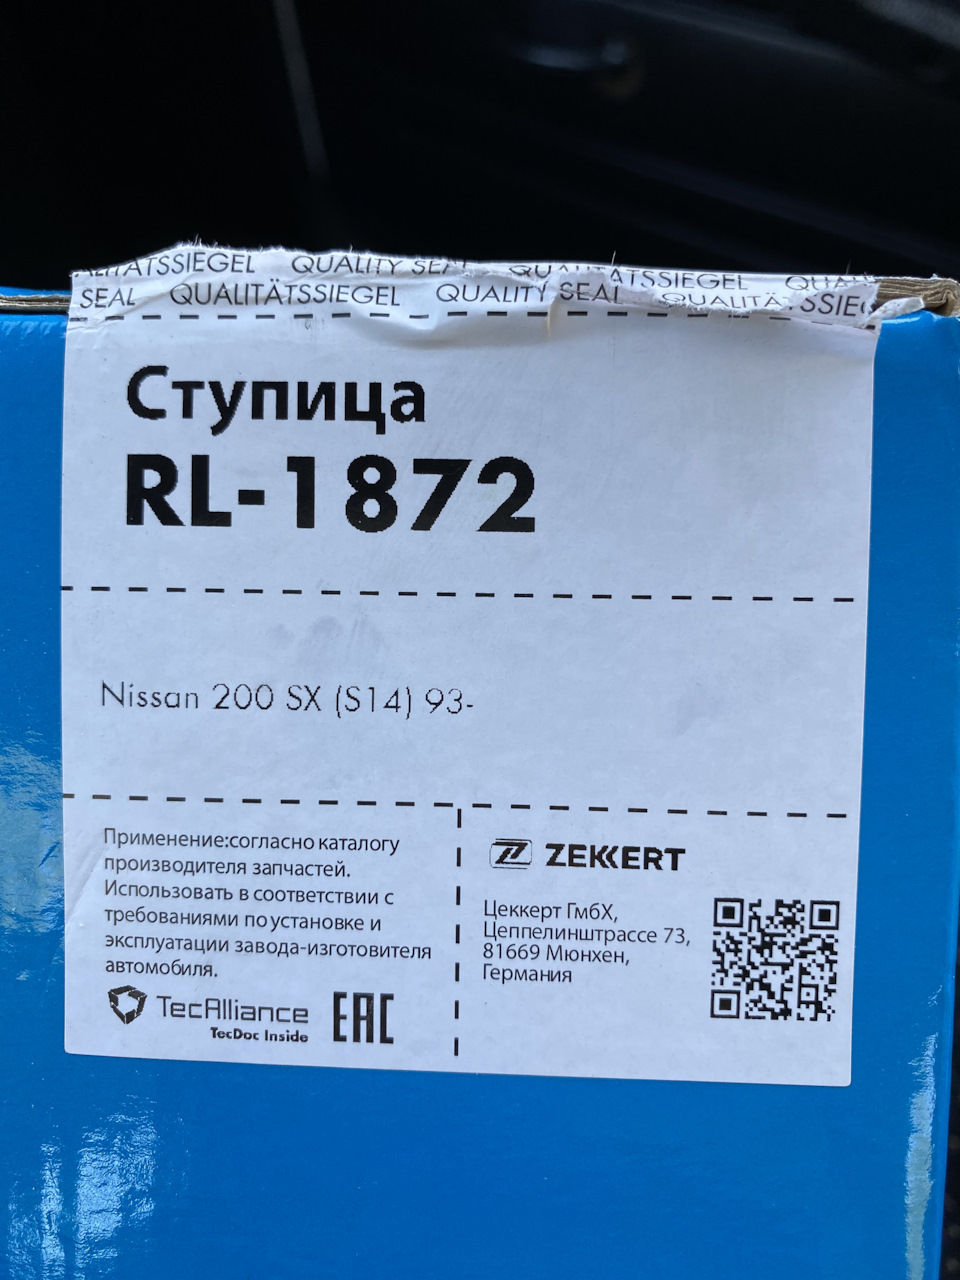 QUALITÄTSSIEGEL QUALITY SEAL QUALITÄTSSIEGEL
SEAL QUALITÄTSSIEGEL QUALITY SEAL QUALITÄTSSIEG
Ступица
RL-1872
Nissan 200 SX (S14) 93-
Применение:согласно каталогу
производителя запчастей.
Использовать в соответствии с
требованиями по установке и
эксплуатации завода-изготовителя
автомобиля.
TecAlliance
TecDoc Inside
EAC
ZEKKERT
Цеккерт ГмбХ,
Цеппелинштрассе 73,
81669 Мюнхен,
Германия